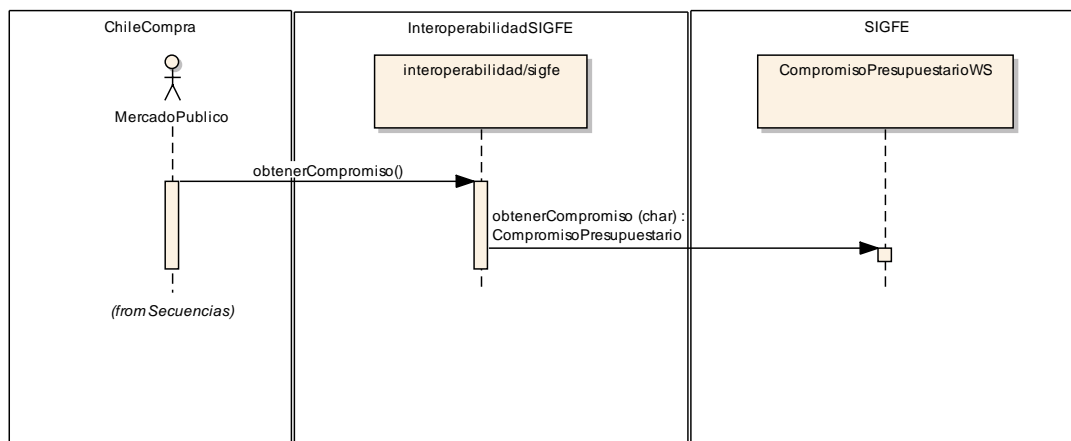 ChileCompra
InteroperabilidadSIGFE
SIGFE
interoperabilidad/sigfe
CompromisoPresupuestarioWS
MercadoPublico
obtenerCompromiso()
obtenerCompromiso (char) :
CompromisoPresupuestario
(from Secuencias)